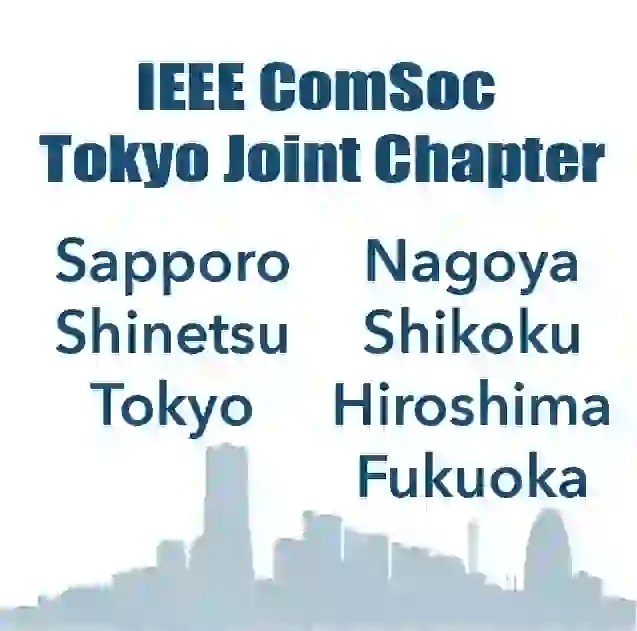 IEEE ComSoc
Tokyo Joint Chapter
Sapporo
Shinetsu
Tokyo
Nagoya
Shikoku
Hiroshima
Fukuoka